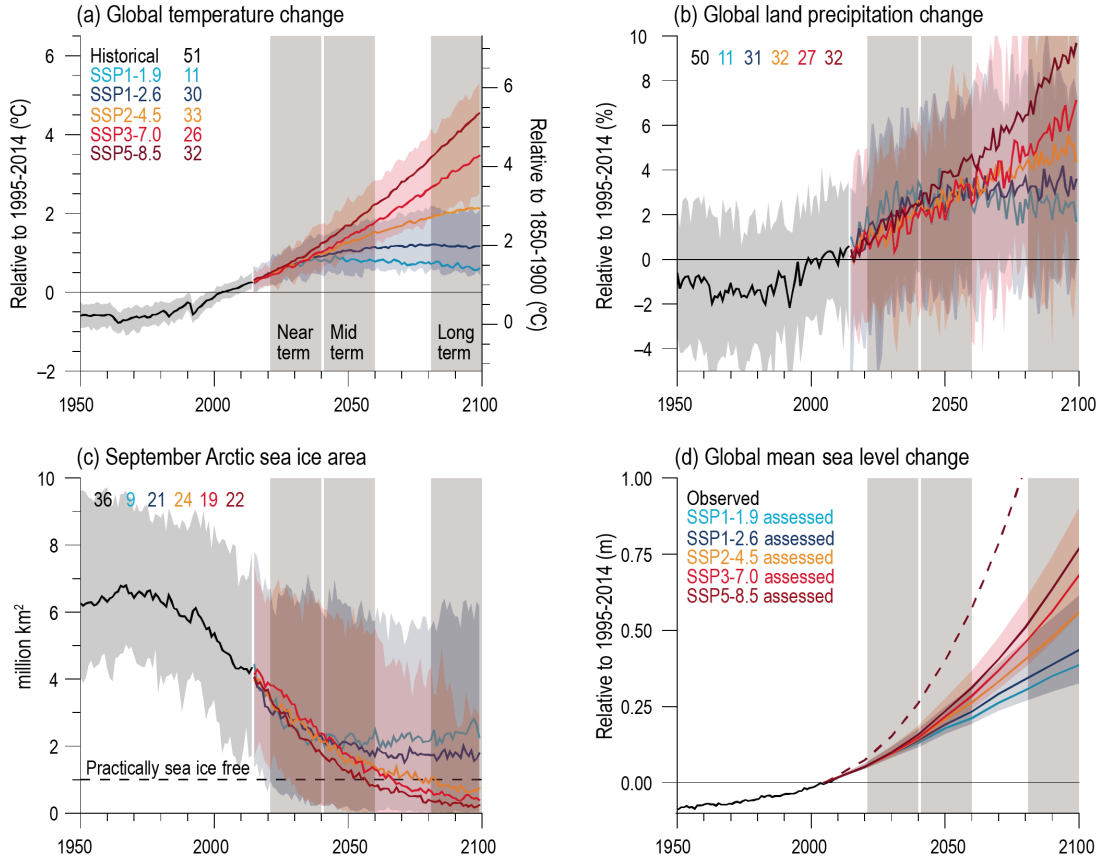 (a) Global temperature change
Relative to 1995-2014 (ºC)
6
4
2
0
−2
Historical 51
SSP1-1.9 11
SSP1-2.6 30
SSP2-4.5 33
SSP3-7.0 26
SSP5-8.5 32
Near term
Mid term
Long term
6
5
4
3
2
2
0
Relative to 1850-1900 (ºC)
1950 2000 2050 2100
(b) Global land precipitation change
Relative to 1995-2014 (%)
10
8
6
4
2
0
−2
−4
50 11 31 32 27 32
1950 2000 2050 2100
(c) September Arctic sea ice area
million km²
10
8
6
4
2
0
36 9 21 24 19 22
Practically sea ice free
1950 2000 2050 2100
(d) Global mean sea level change
Relative to 1995-2014 (m)
1.00
0.75
0.50
0.25
0.00
Observed
SSP1-1.9 assessed
SSP1-2.6 assessed
SSP2-4.5 assessed
SSP3-7.0 assessed
SSP5-8.5 assessed
1950 2000 2050 2100